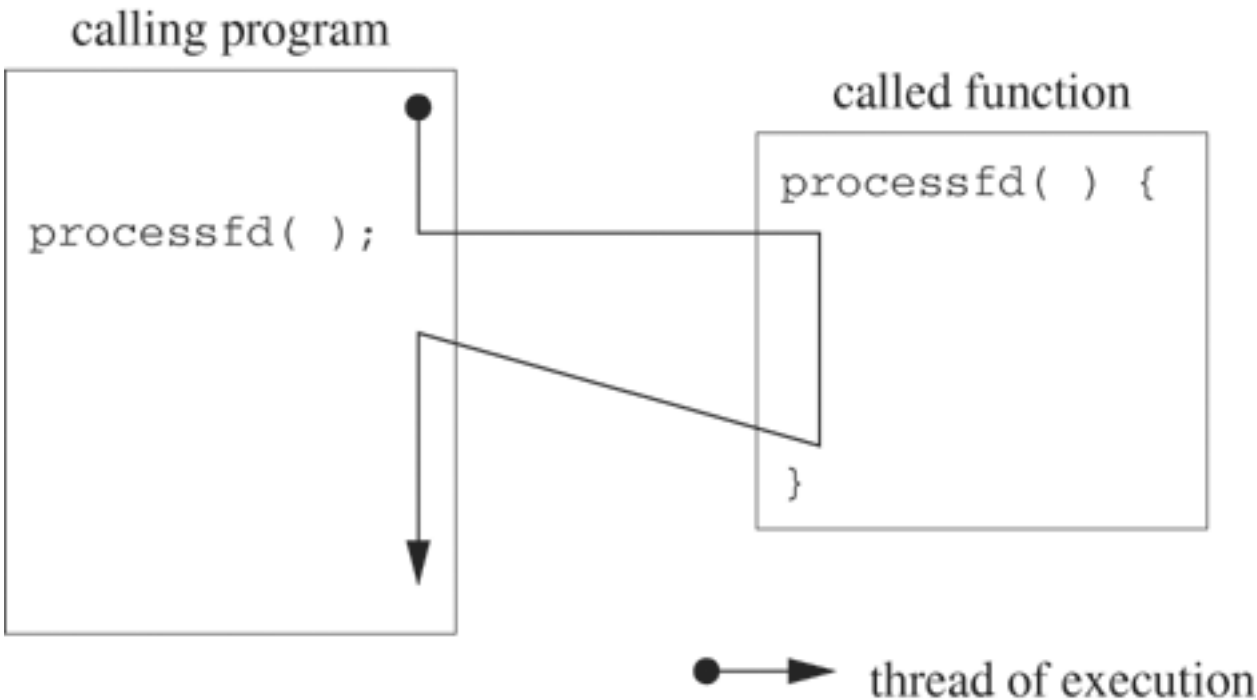 calling program
called function
processfd( ) {
processfd( );
}
thread of execution